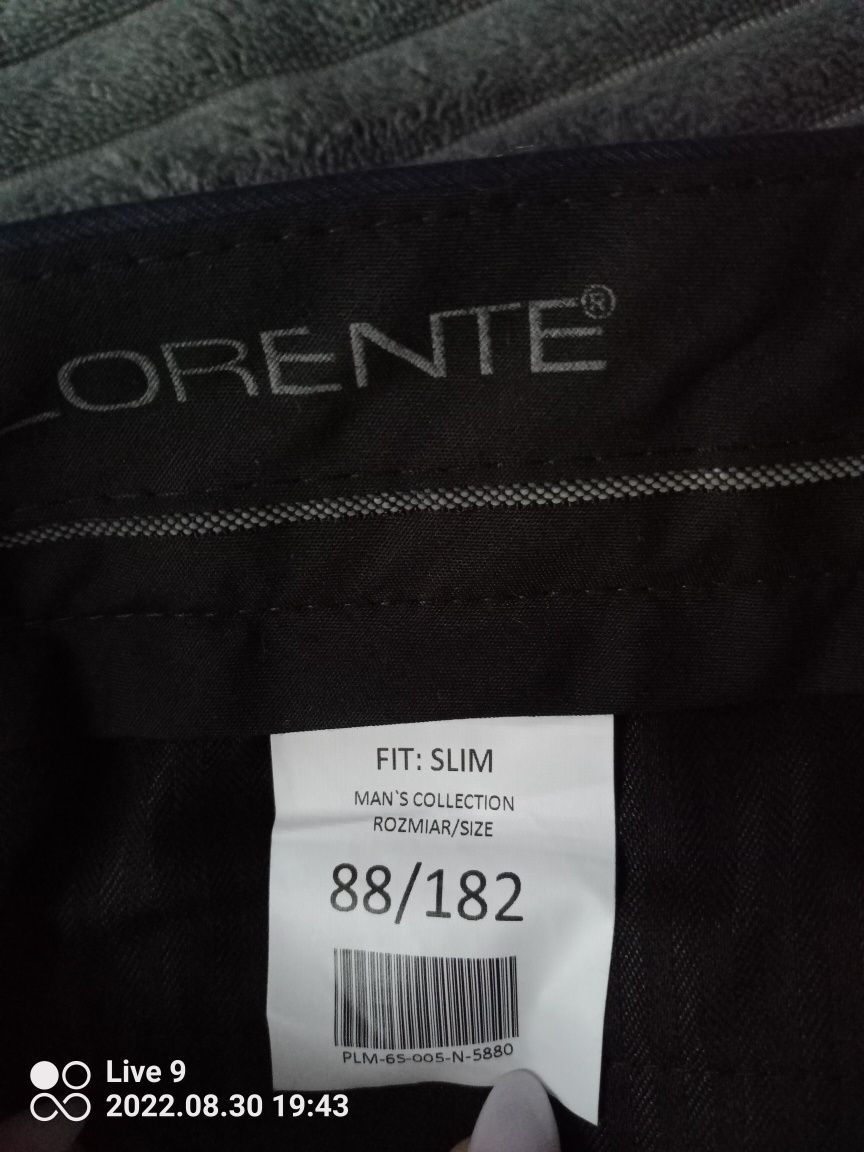 LORENTE®
FIT: SLIM
MAN`S COLLECTION
ROZMIAR/SIZE
88/182
PLM-6S-005-N-5880
Live 9
2022.08.30 19:43